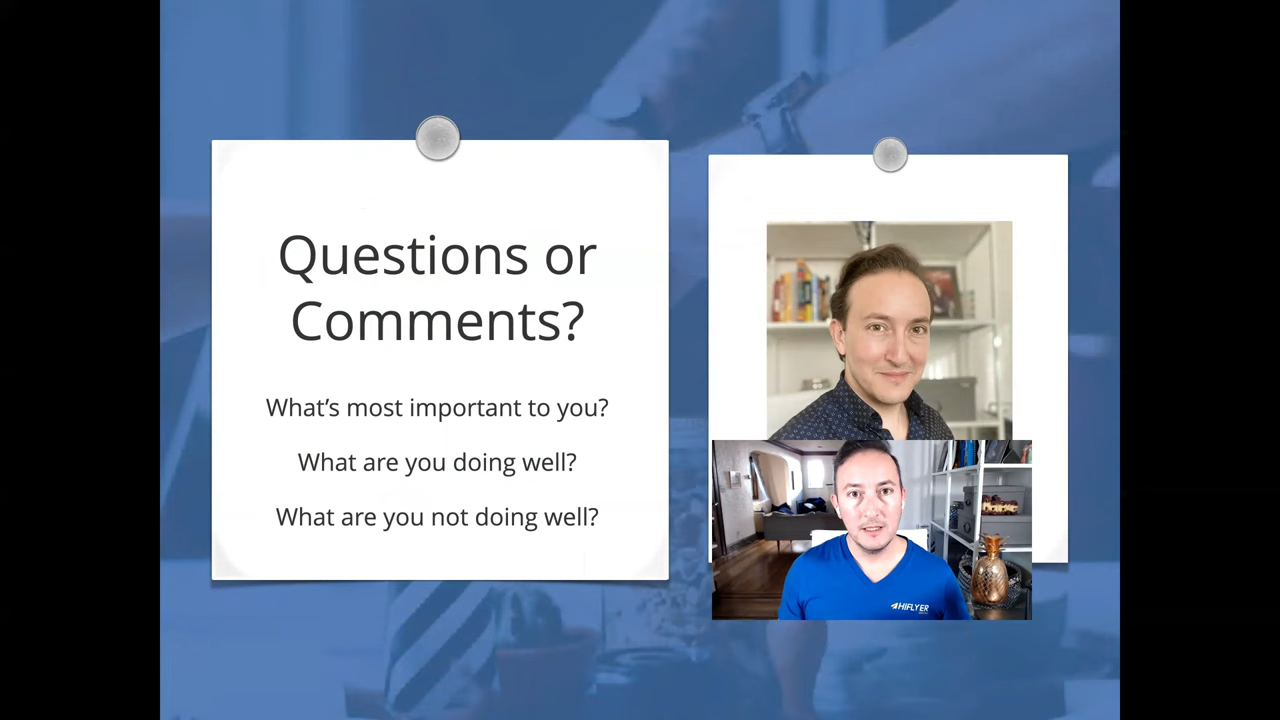 Questions or
Comments?
What's most important to you?
What are you doing well?
What are you not doing well?
HIFLYER